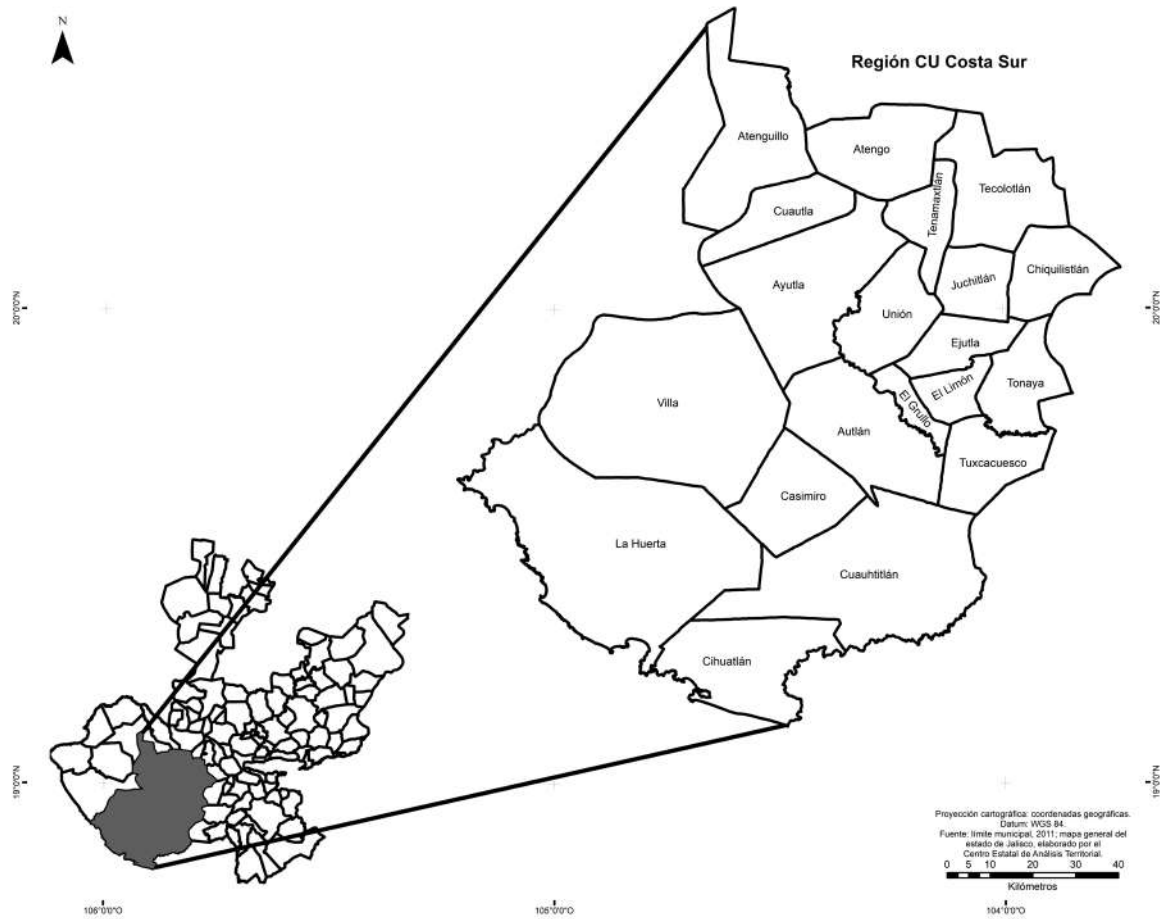 N
Región CU Costa Sur
Atenguillo
Atengo
Tecolotlán
Tenamaxtlán
Cuautla
Chiquilistlán
Juchitlán
Ayutla
Unión
20°0'0"N
20°0'0"N
Ejutla
El Limón
Tonaya
El Grullo
Villa
Autlán
Tuxcacuesco
Casimiro
La Huerta
Cuauhtitlán
Cihuatlán
19°0'0"N
19°0'0"N
Proyección cartográfica: coordenadas geográficas.
Datum: WGS 84.
Fuente: límite municipal, 2011; mapa general del
estado de Jalisco, elaborado por el
Centro Estatal de Análisis Territorial.
0 5 10 20 30 40
Kilómetros
106°0'0"O
105°0'0"O
104°0'0"O